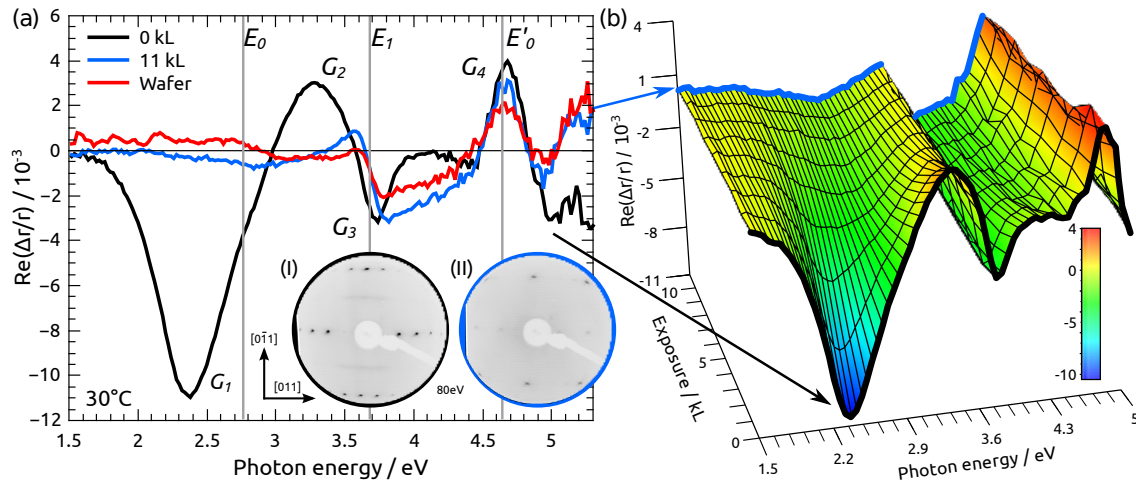 (a)
0 kL
11 kL
Wafer
E0
E1
E'0
G1
G2
G3
G4
Re(Δr/r) / 10-3
6
4
2
0
−2
−4
−6
−8
−10
−12
30°C
(I)
(II)
[01̄1]
[011]
80eV
1.5
2
2.5
3
3.5
4
4.5
5
Photon energy / eV
(b)
Re(Δr/r) / 10-3
4
1
-2
-5
-8
-11
10
5
0
Exposure / kL
1.5
2.2
2.9
3.6
4.3
5
Photon energy / eV
4
0
-5
-10